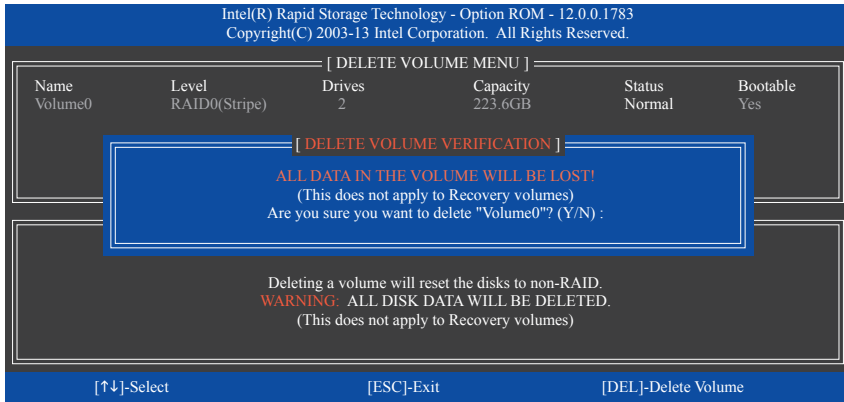 Intel(R) Rapid Storage Technology - Option ROM - 12.0.0.1783
Copyright(C) 2003-13 Intel Corporation. All Rights Reserved.
[ DELETE VOLUME MENU ]
Name Level Drives Capacity Status Bootable
Volume0 RAID0(Stripe) 2 223.6GB Normal Yes
[ DELETE VOLUME VERIFICATION ]
ALL DATA IN THE VOLUME WILL BE LOST!
(This does not apply to Recovery volumes)
Are you sure you want to delete "Volume0"? (Y/N) :
Deleting a volume will reset the disks to non-RAID.
WARNING: ALL DISK DATA WILL BE DELETED.
(This does not apply to Recovery volumes)
[↑↓]-Select [ESC]-Exit [DEL]-Delete Volume